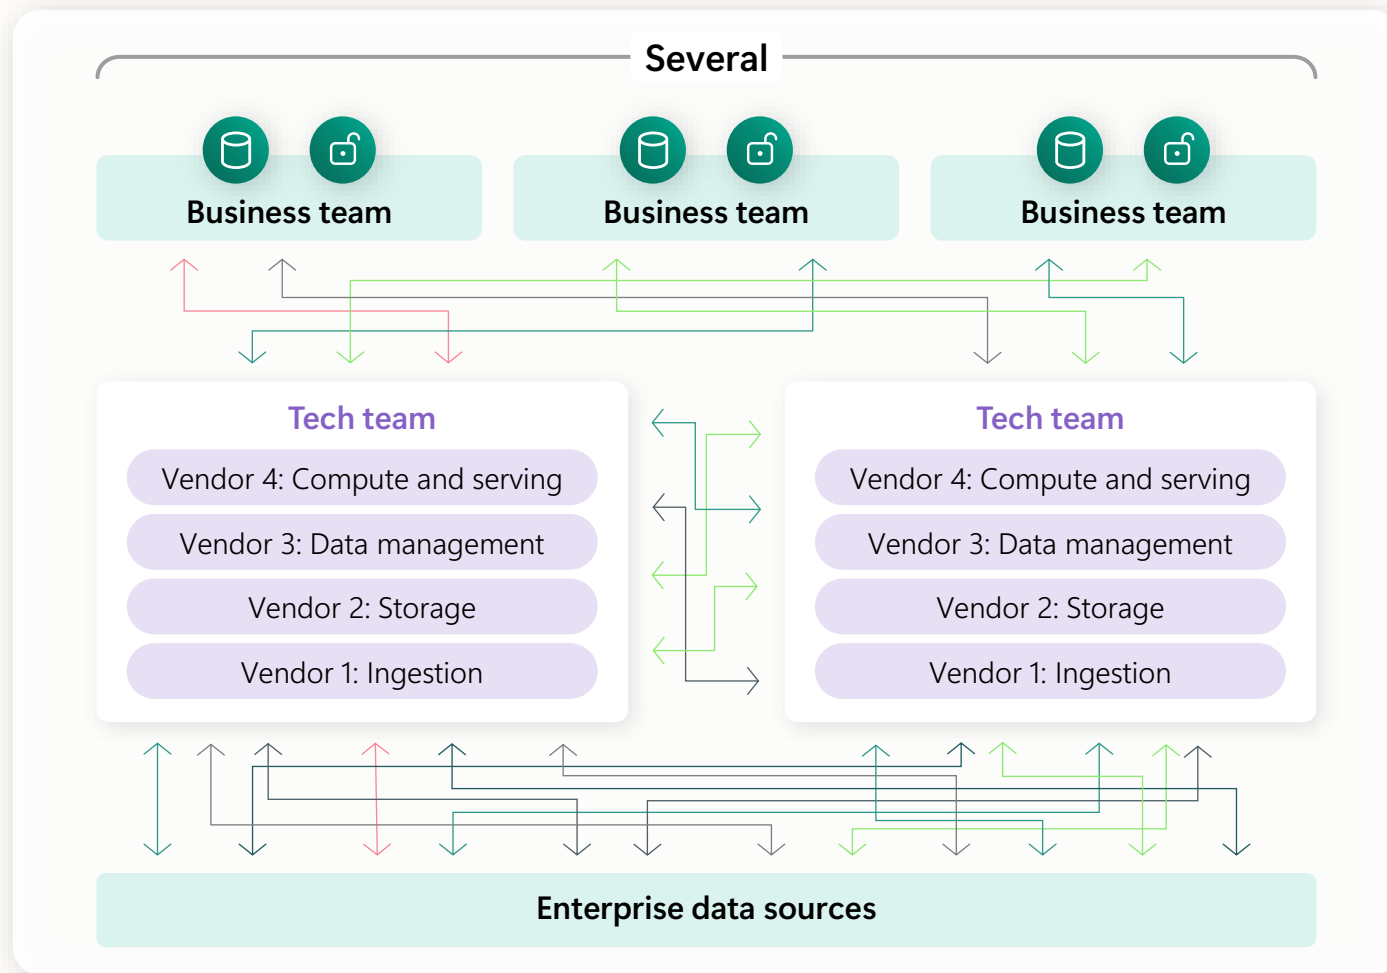 Several
Business team
Business team
Business team
Tech team
Vendor 4: Compute and serving
Vendor 3: Data management
Vendor 2: Storage
Vendor 1: Ingestion
Tech team
Vendor 4: Compute and serving
Vendor 3: Data management
Vendor 2: Storage
Vendor 1: Ingestion
Enterprise data sources